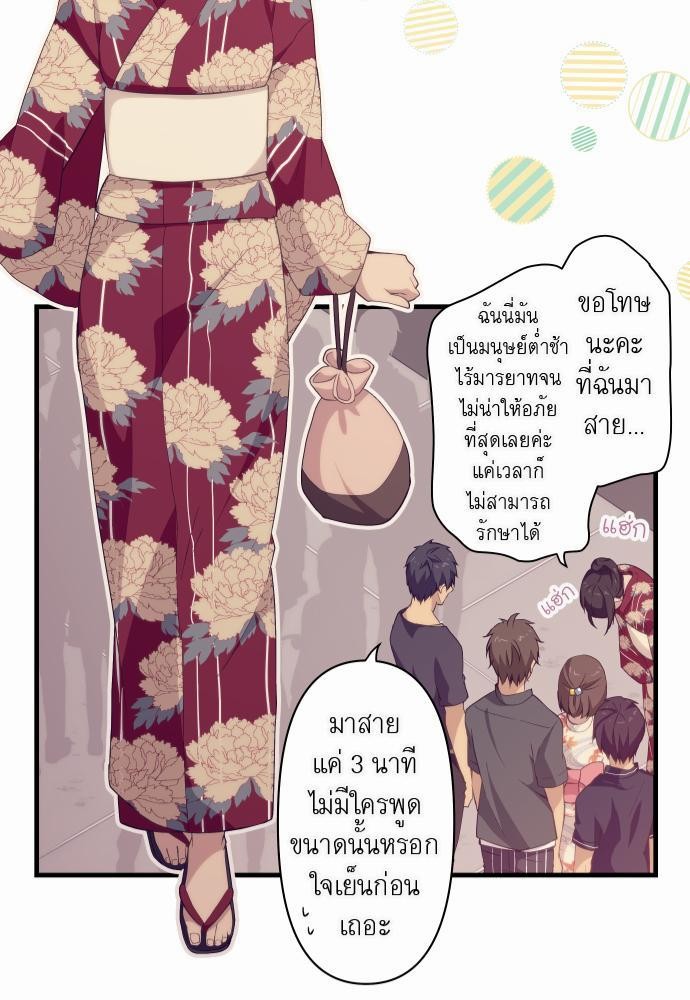 ขอโทษ
นะคะ
ที่ฉันมา
สาย...
ฉันนี่มัน
เป็นมนุษย์ต่ำช้า
ไร้มารยาทจน
ไม่น่าให้อภัย
ที่สุดเลยค่ะ
แค่เวลาก็
ไม่สามารถ
รักษาได้
แฮ่ก
แฮ่ก
มาสาย
แค่ 3 นาที
ไม่มีใครพูด
ขนาดนั้นหรอก
ใจเย็นก่อน
เถอะ